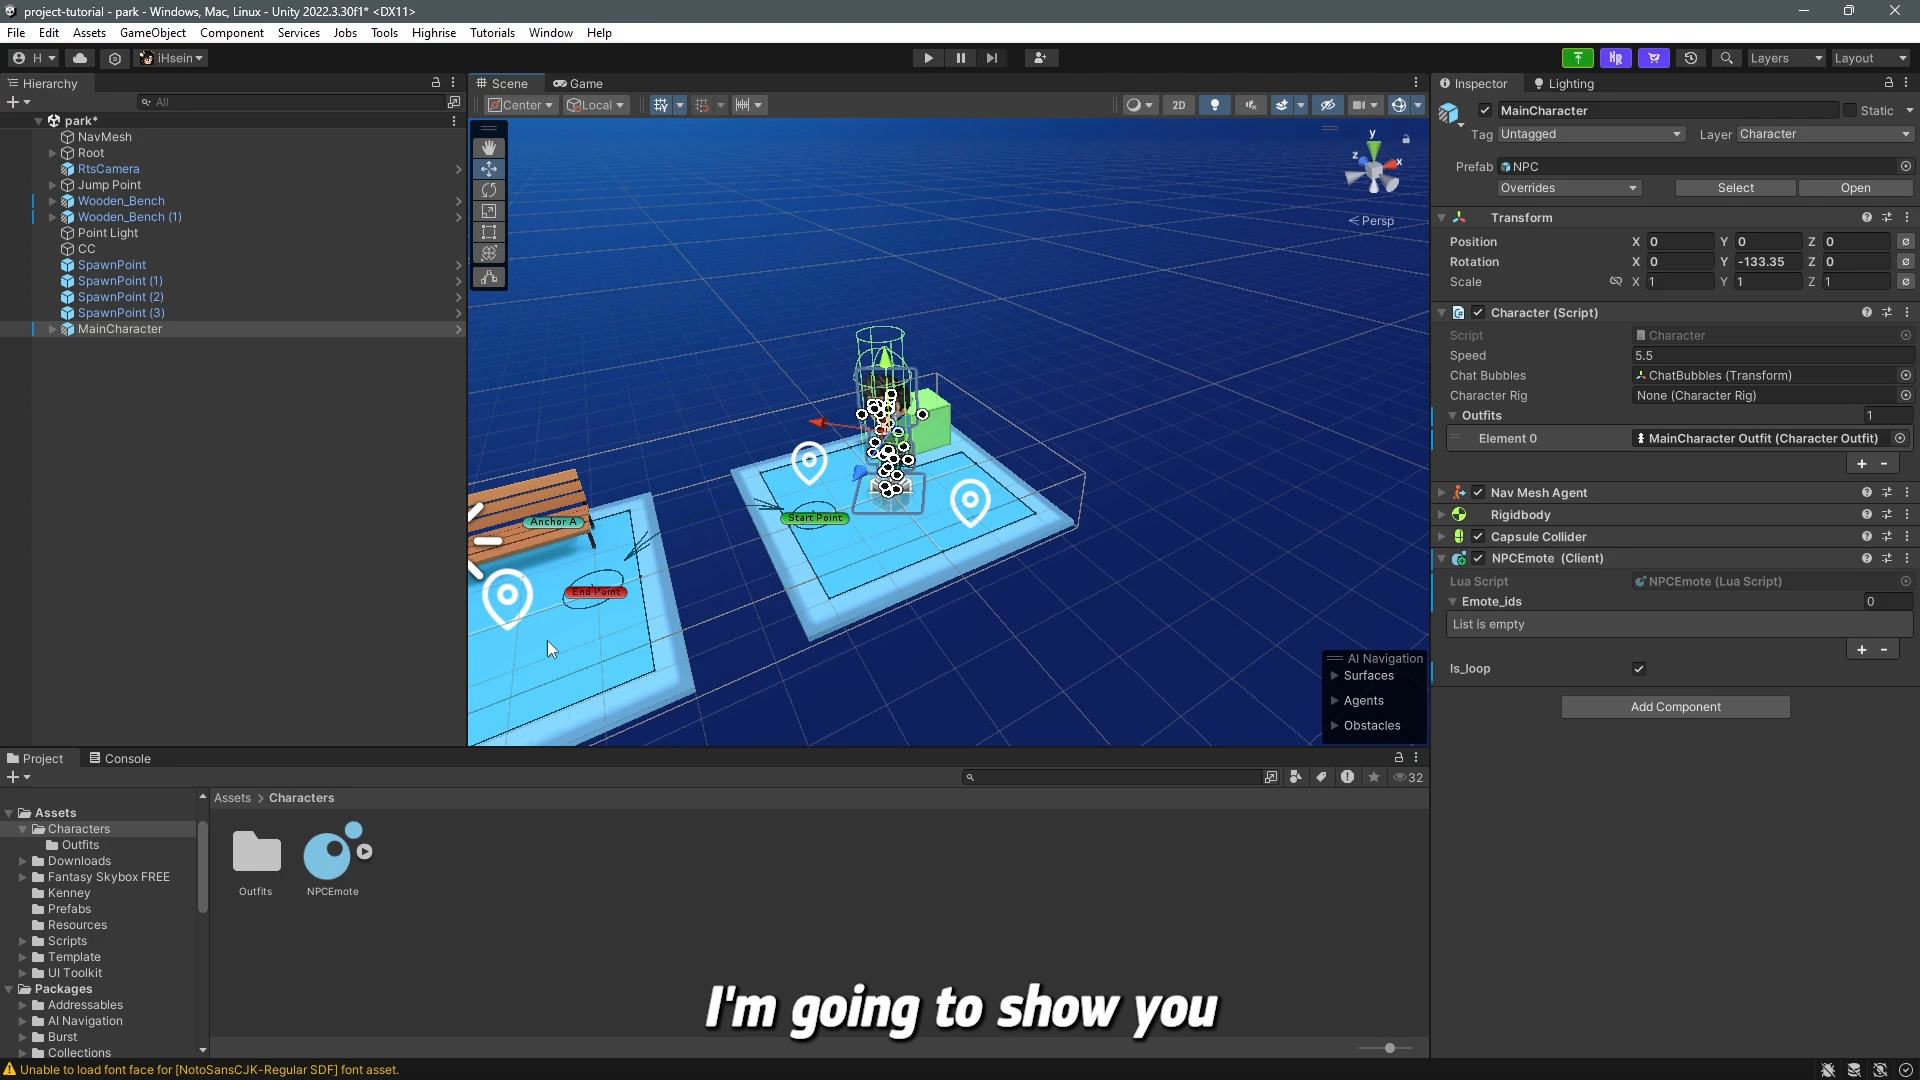 project-tutorial - park - Windows, Mac, Linux - Unity 2022.3.30f1* <DX11>
File Edit Assets GameObject Component Services Jobs Tools Highrise Tutorials Window Help
H iHsein Layers Layout
Hierarchy
All
park*
NavMesh
Root
RtsCamera
Jump Point
Wooden_Bench
Wooden_Bench (1)
Point Light
CC
SpawnPoint
SpawnPoint (1)
SpawnPoint (2)
SpawnPoint (3)
MainCharacter
Scene Game
Center Local 2D
y
z x
Persp
Anchor A
End Point
Start Point
AI Navigation
Surfaces
Agents
Obstacles
Inspector Lighting
MainCharacter Static
Tag Untagged Layer Character
Prefab NPC
Overrides Select Open
Transform
Position X 0 Y 0 Z 0
Rotation X 0 Y -133.35 Z 0
Scale X 1 Y 1 Z 1
Character (Script)
Script Character
Speed 5.5
Chat Bubbles ChatBubbles (Transform)
Character Rig None (Character Rig)
Outfits 1
Element 0 MainCharacter Outfit (Character Outfit)
+ -
Nav Mesh Agent
Rigidbody
Capsule Collider
NPCEmote (Client)
Lua Script NPCEmote (Lua Script)
Emote_ids 0
List is empty
+ -
Is_loop
Add Component
Project Console
32
Assets > Characters
Assets
Characters
Outfits
Downloads
Fantasy Skybox FREE
Kenney
Prefabs
Resources
Scripts
Template
UI Toolkit
Packages
Addressables
AI Navigation
Burst
Collections
Outfits NPCEmote
I'm going to show you
Unable to load font face for [NotoSansCJK-Regular SDF] font asset.